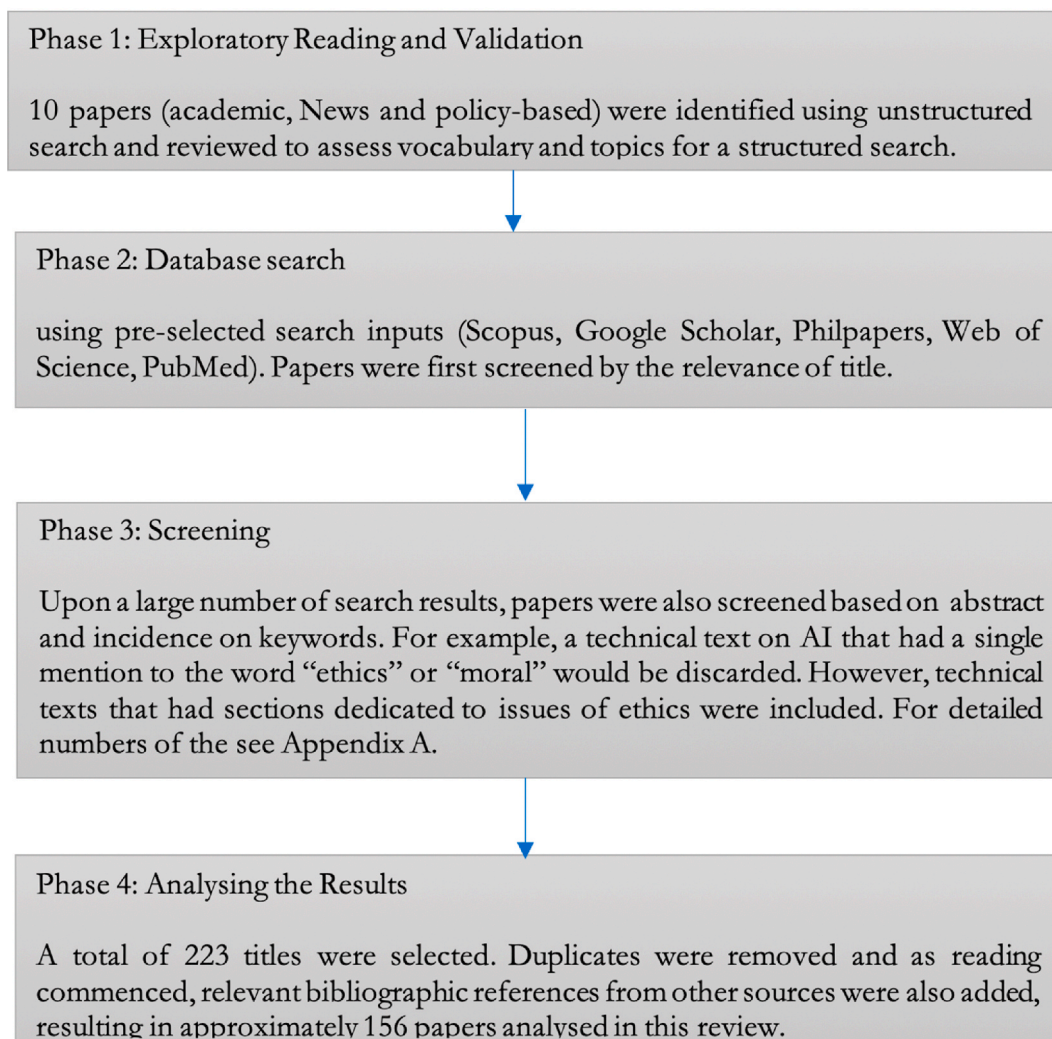 Phase 1: Exploratory Reading and Validation
10 papers (academic, News and policy-based) were identified using unstructured
search and reviewed to assess vocabulary and topics for a structured search.
Phase 2: Database search
using pre-selected search inputs (Scopus, Google Scholar, Philpapers, Web of
Science, PubMed). Papers were first screened by the relevance of title.
Phase 3: Screening
Upon a large number of search results, papers were also screened based on abstract
and incidence on keywords. For example, a technical text on AI that had a single
mention to the word “ethics” or “moral” would be discarded. However, technical
texts that had sections dedicated to issues of ethics were included. For detailed
numbers of the see Appendix A.
Phase 4: Analysing the Results
A total of 223 titles were selected. Duplicates were removed and as reading
commenced, relevant bibliographic references from other sources were also added,
resulting in approximately 156 papers analysed in this review.